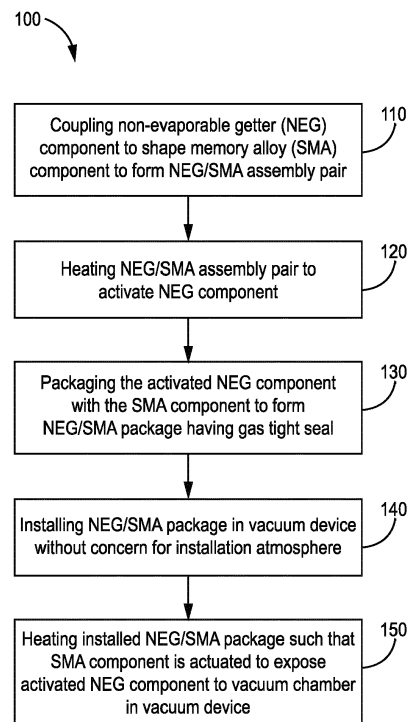 100
110
Coupling non-evaporable getter (NEG)
component to shape memory alloy (SMA)
component to form NEG/SMA assembly pair
120
Heating NEG/SMA assembly pair to
activate NEG component
130
Packaging the activated NEG component
with the SMA component to form
NEG/SMA package having gas tight seal
140
Installing NEG/SMA package in vacuum device
without concern for installation atmosphere
150
Heating installed NEG/SMA package such that
SMA component is actuated to expose
activated NEG component to vacuum chamber
in vacuum device